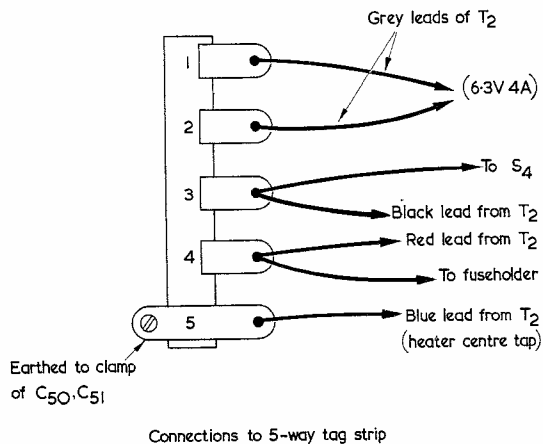 Grey leads of T2
1
(6·3V 4A)
2
To S4
3
Black lead from T2
Red lead from T2
4
To fuseholder
5
Blue lead from T2
(heater centre tap)
Earthed to clamp
of C50, C51
Connections to 5-way tag strip